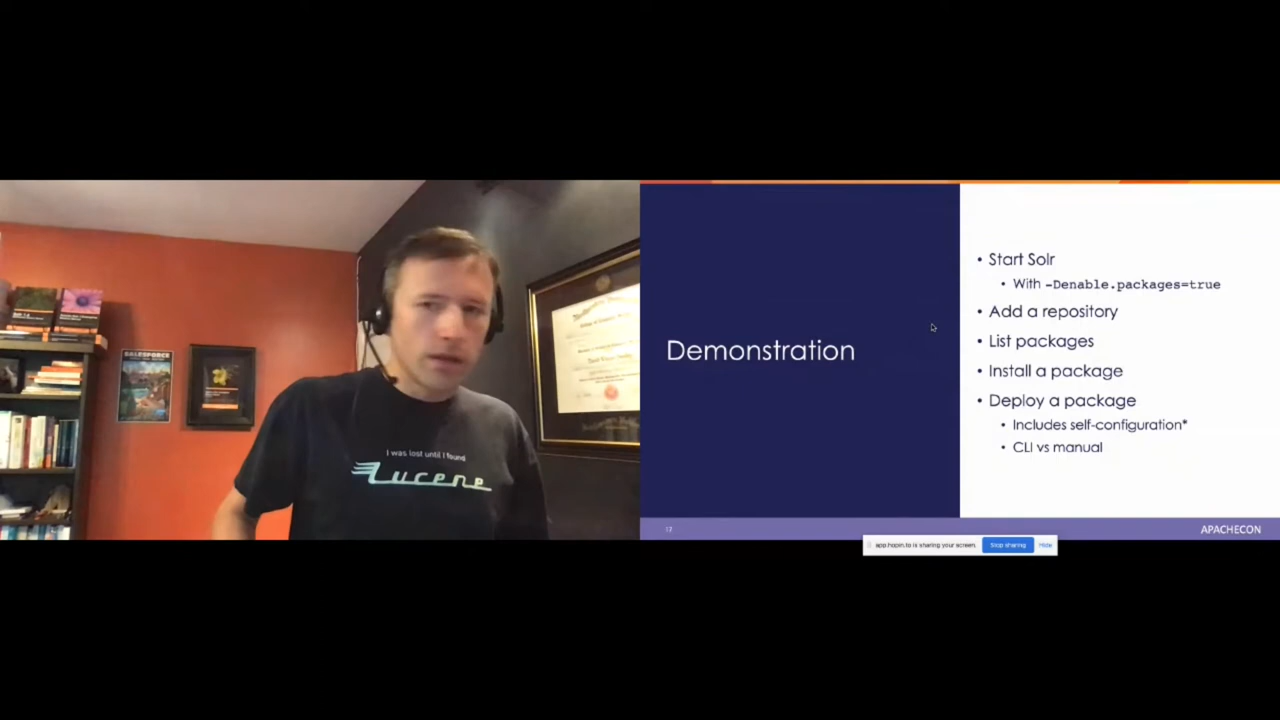 SALESFORCE
I was lost until I found
Lucene
Demonstration
• Start Solr
• With -Denable.packages=true
• Add a repository
• List packages
• Install a package
• Deploy a package
• Includes self-configuration*
• CLI vs manual
APACHECON
app.hopin.to is sharing your screen.
Stop sharing
Hide